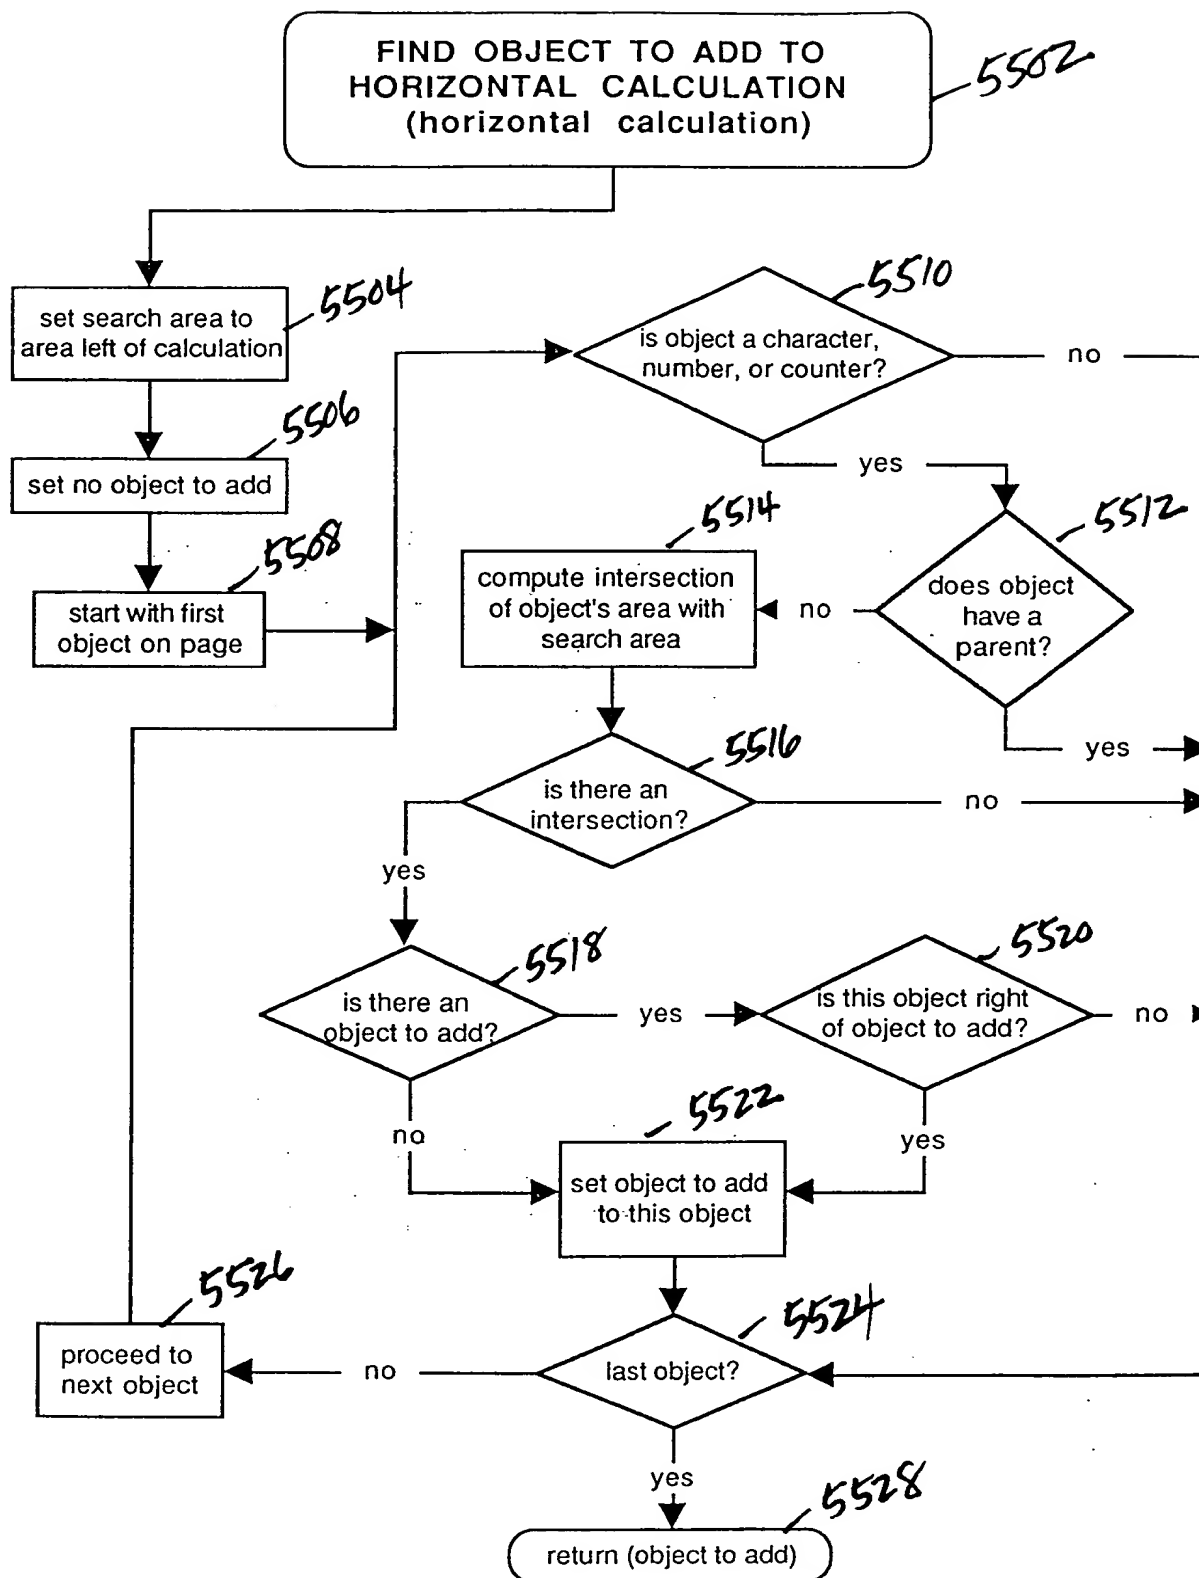 FIND OBJECT TO ADD TO
HORIZONTAL CALCULATION
(horizontal calculation)
5502
set search area to
area left of calculation
5504
set no object to add
5506
start with first
object on page
5508
is object a character,
number, or counter?
5510
no
yes
does object
have a
parent?
5512
no
yes
compute intersection
of object's area with
search area
5514
is there an
intersection?
5516
no
yes
is there an
object to add?
5518
yes
no
is this object right
of object to add?
5520
no
yes
set object to add
to this object
5522
last object?
5524
no
yes
proceed to
next object
5526
return (object to add)
5528